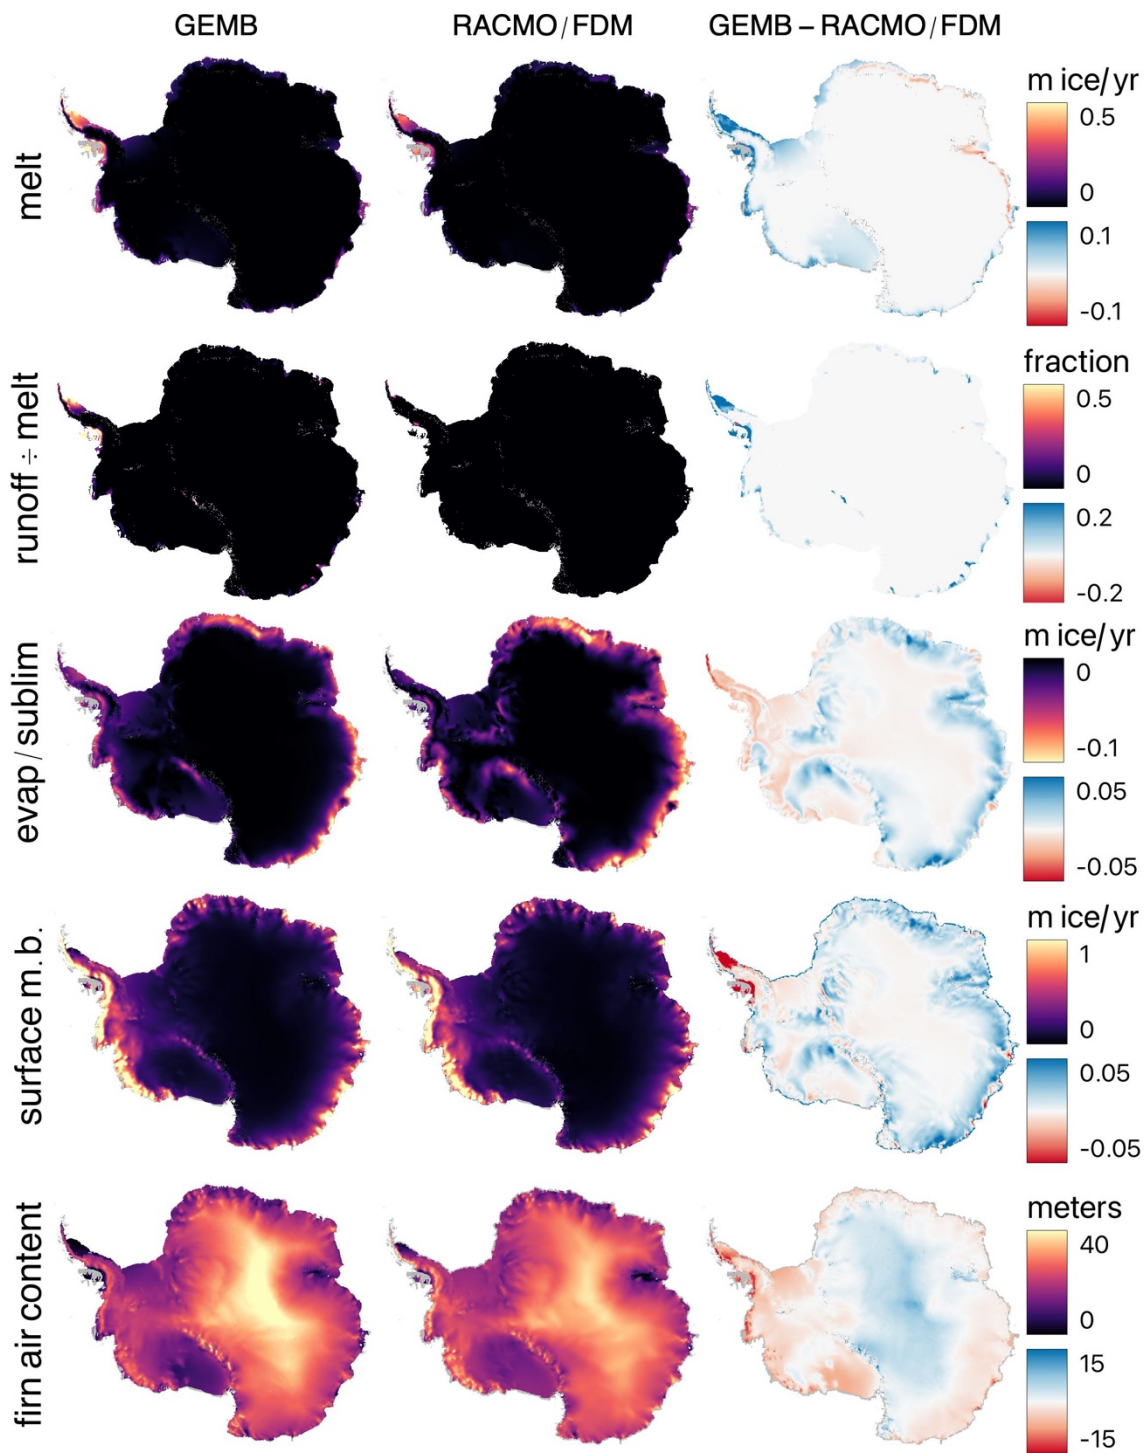 GEMB
RACMO / FDM
GEMB – RACMO / FDM
melt
m ice/ yr
0.5
0
0.1
-0.1
runoff ÷ melt
fraction
0.5
0
0.2
-0.2
evap / sublim
m ice/ yr
0
-0.1
0.05
-0.05
surface m.b.
m ice/ yr
1
0
0.05
-0.05
firn air content
meters
40
0
15
-15